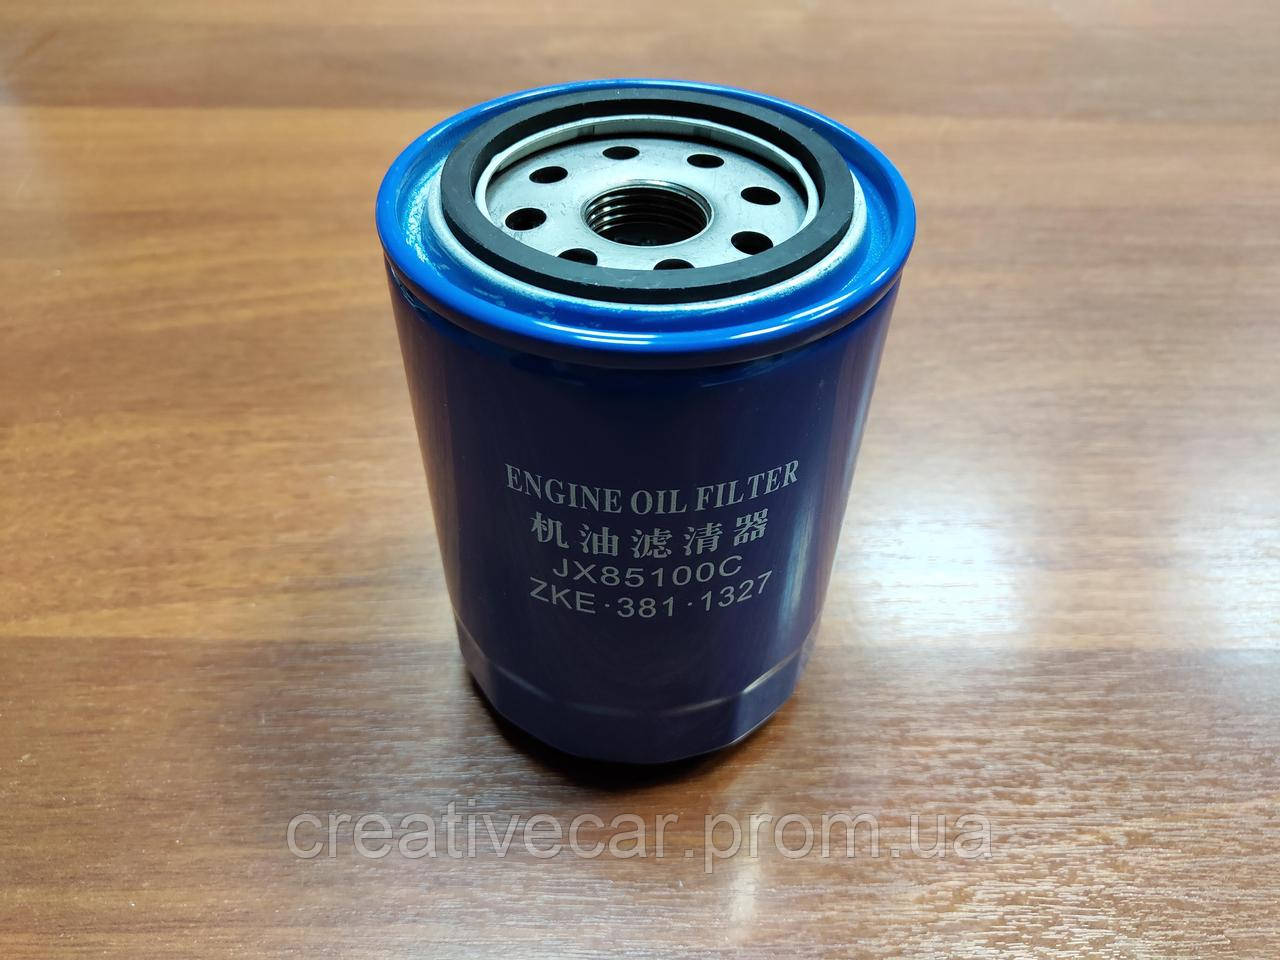 ENGINE OIL FILTER
机油滤清器
JX85100C
ZKE·381·1327
creativecar.prom.ua